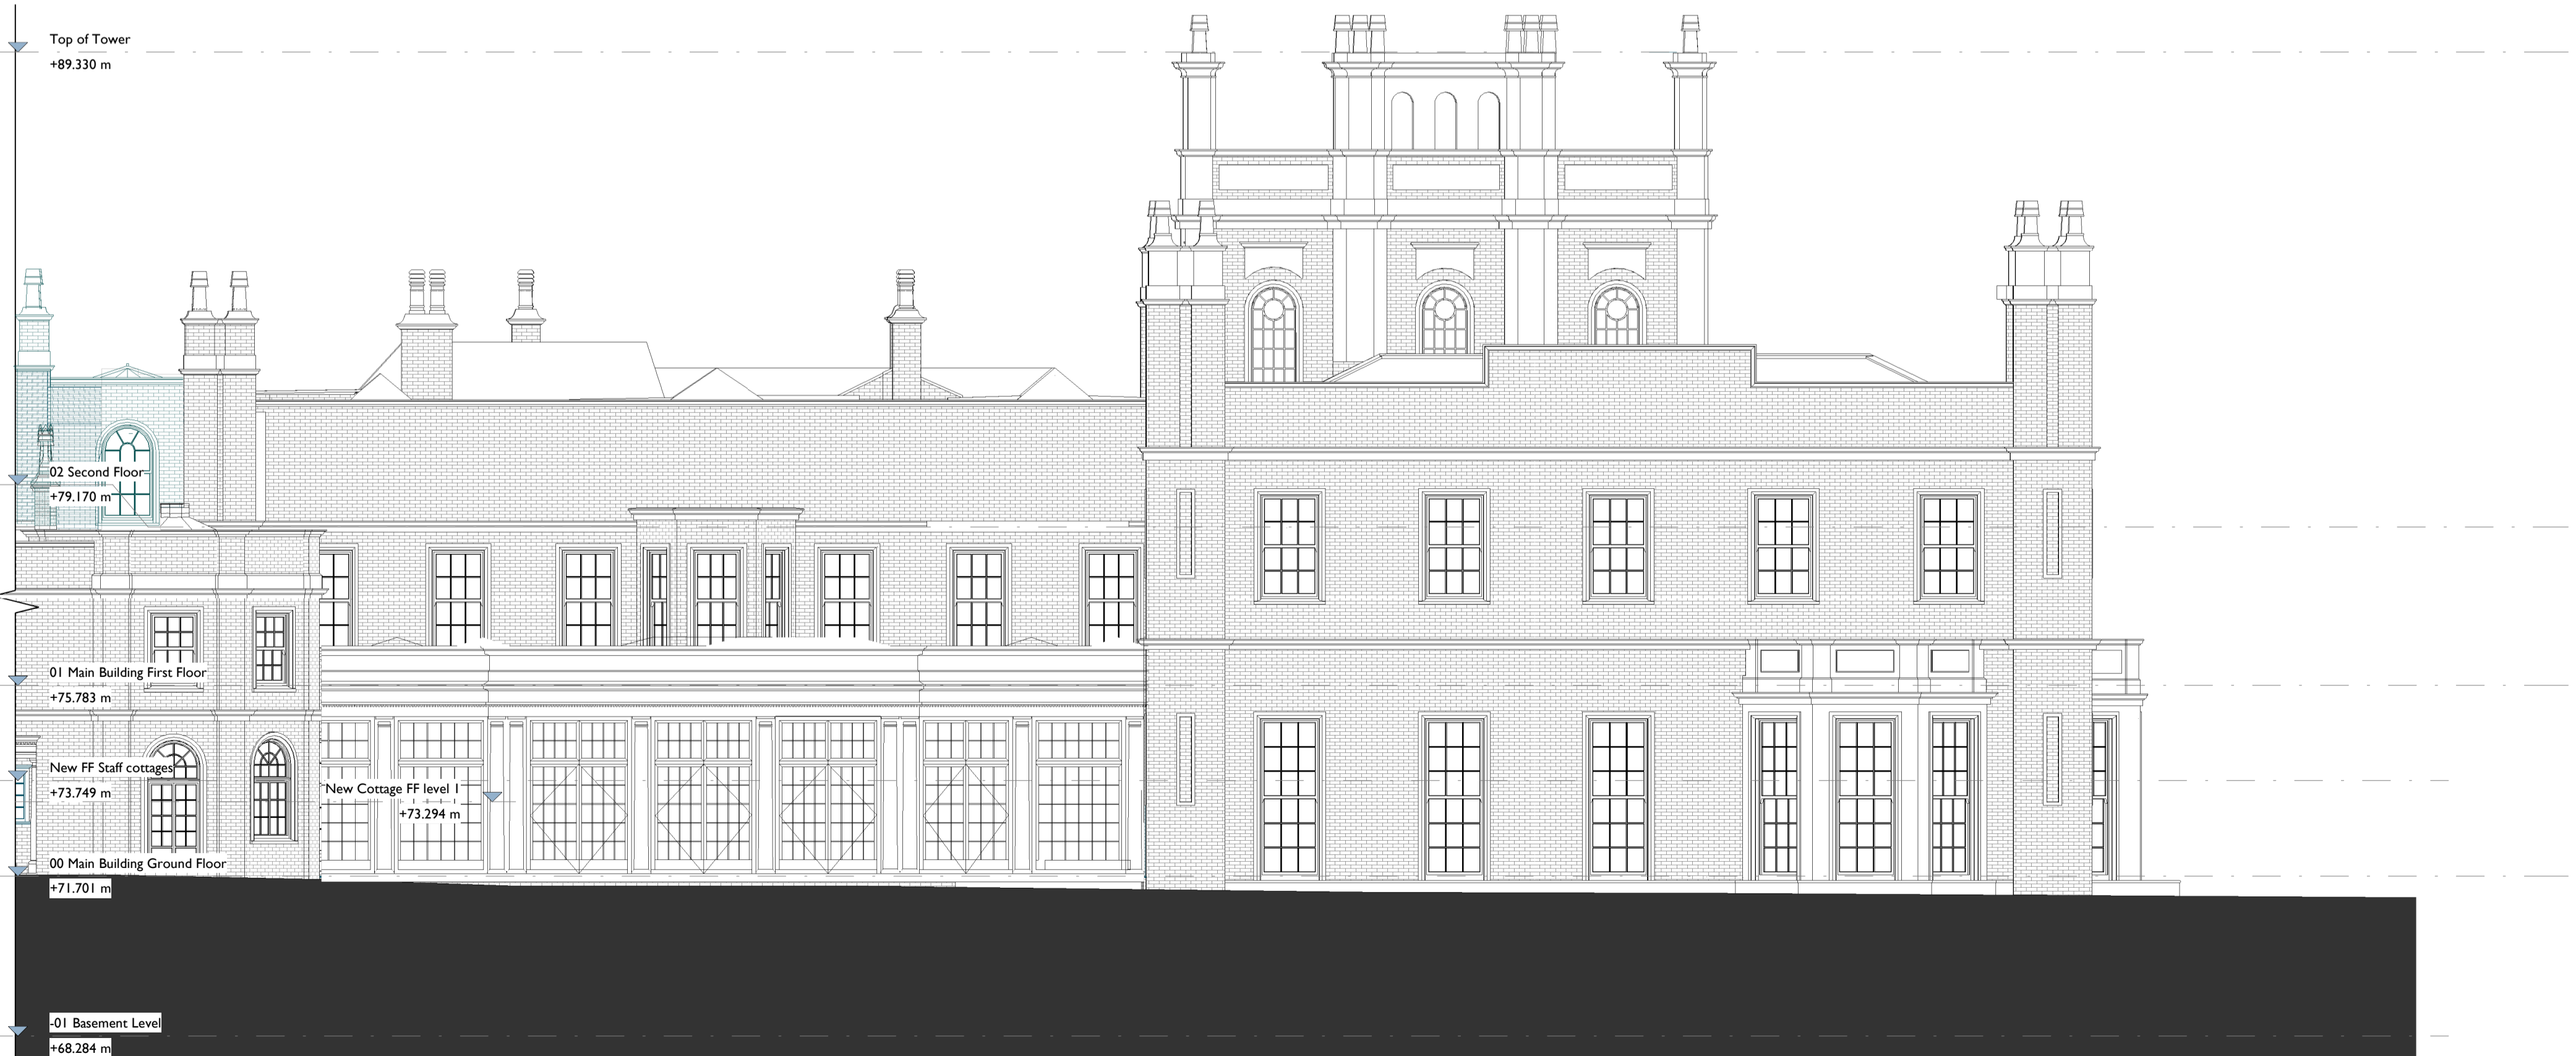 Top of Tower
+89.330 m
02 Second Floor
+79.170 m
01 Main Building First Floor
+75.783 m
New FF Staff cottages
+73.749 m
New Cottage FF level 1
+73.294 m
00 Main Building Ground Floor
+71.701 m
-01 Basement Level
+68.284 m